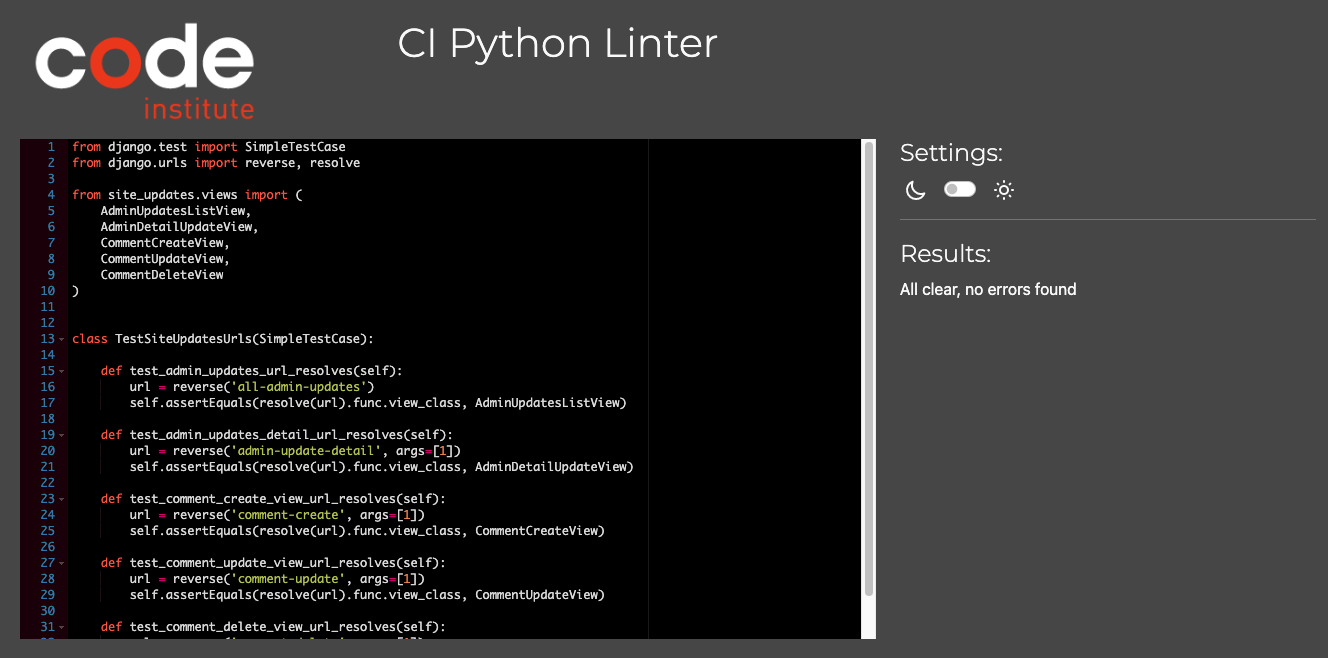 code
institute
CI Python Linter
1 from django.test import SimpleTestCase
2 from django.urls import reverse, resolve
3
4 from site_updates.views import (
5     AdminUpdatesListView,
6     AdminDetailUpdateView,
7     CommentCreateView,
8     CommentUpdateView,
9     CommentDeleteView
10 )
11
12
13 class TestSiteUpdatesUrls(SimpleTestCase):
14
15     def test_admin_updates_url_resolves(self):
16         url = reverse('all-admin-updates')
17         self.assertEquals(resolve(url).func.view_class, AdminUpdatesListView)
18
19     def test_admin_updates_detail_url_resolves(self):
20         url = reverse('admin-update-detail', args=[1])
21         self.assertEquals(resolve(url).func.view_class, AdminDetailUpdateView)
22
23     def test_comment_create_view_url_resolves(self):
24         url = reverse('comment-create', args=[1])
25         self.assertEquals(resolve(url).func.view_class, CommentCreateView)
26
27     def test_comment_update_view_url_resolves(self):
28         url = reverse('comment-update', args=[1])
29         self.assertEquals(resolve(url).func.view_class, CommentUpdateView)
30
31     def test_comment_delete_view_url_resolves(self):
Settings:
Results:
All clear, no errors found